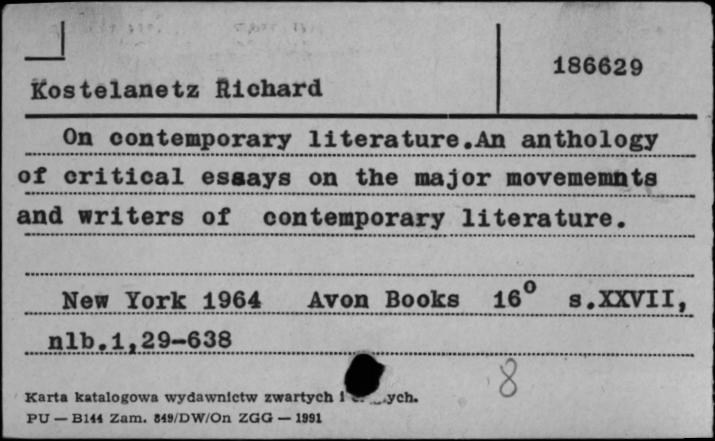 186629
Kostelanetz Richard
On contemporary literature.An anthology
of critical essays on the major movememnts
and writers of contemporary literature.
New York 1964 Avon Books 16° s.XXVII,
nlb.1,29-638
8
Karta katalogowa wydawnictw zwartych i
PU — B144 Zam. 849/DW/On ZGG — 1991